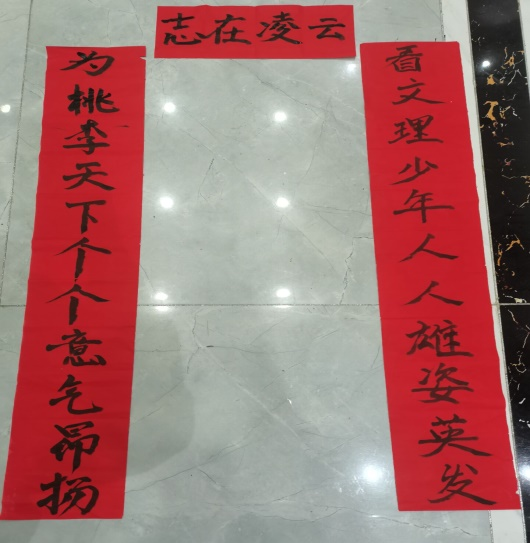 志在凌云
看文理少年人人雄姿英发
为桃李天下个个意气昂扬